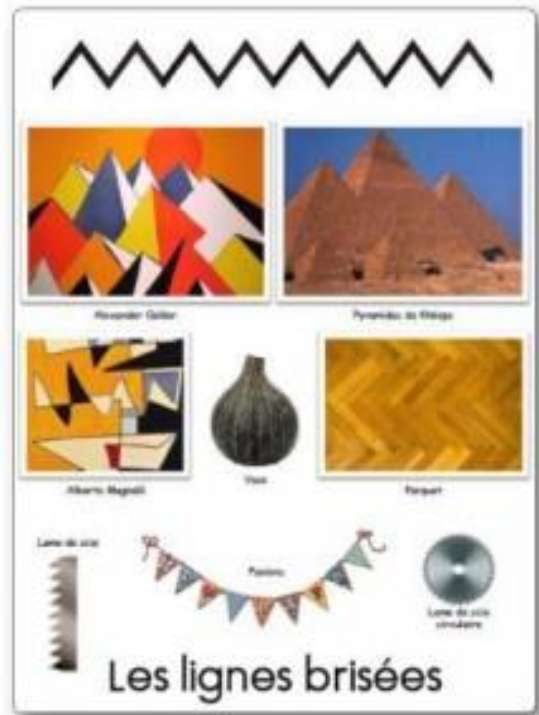 Alexander Calder
Pyramides de Khéops
Alberto Magnelli
Vase
Parquet
Lame de scie
Fanions
Lame de scie
circulaire
Les lignes brisées